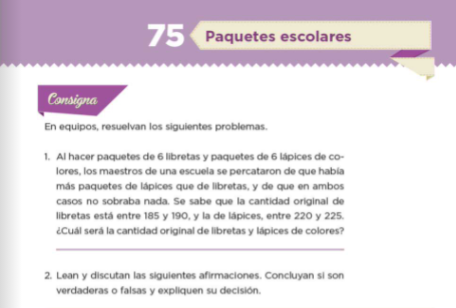 75 Paquetes escolares
Consigna
En equipos, resuelvan los siguientes problemas.
1. Al hacer paquetes de 6 libretas y paquetes de 6 lápices de co-
lores, los maestros de una escuela se percataron de que había
más paquetes de lápices que de libretas, y de que en ambos
casos no sobraba nada. Se sabe que la cantidad original de
libretas está entre 185 y 190, y la de lápices, entre 220 y 225.
¿Cuál será la cantidad original de libretas y lápices de colores?
2. Lean y discutan las siguientes afirmaciones. Concluyan si son
verdaderas o falsas y expliquen su decisión.